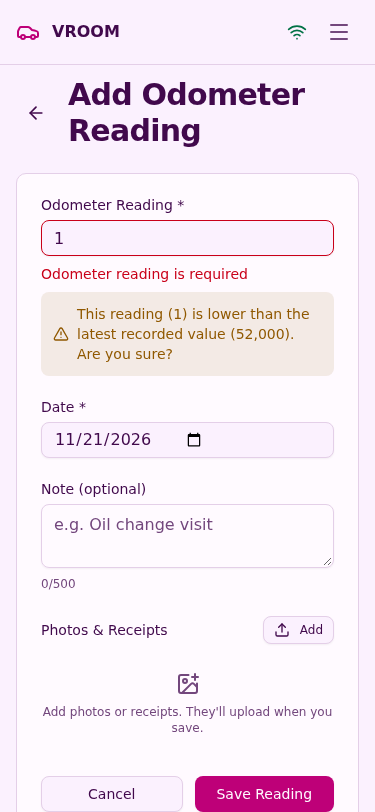 VROOM
Add Odometer
Reading
Odometer Reading *
1
Odometer reading is required
This reading (1) is lower than the
latest recorded value (52,000).
Are you sure?
Date *
11/21/2026
Note (optional)
e.g. Oil change visit
0/500
Photos & Receipts
Add
Add photos or receipts. They'll upload when you
save.
Cancel
Save Reading